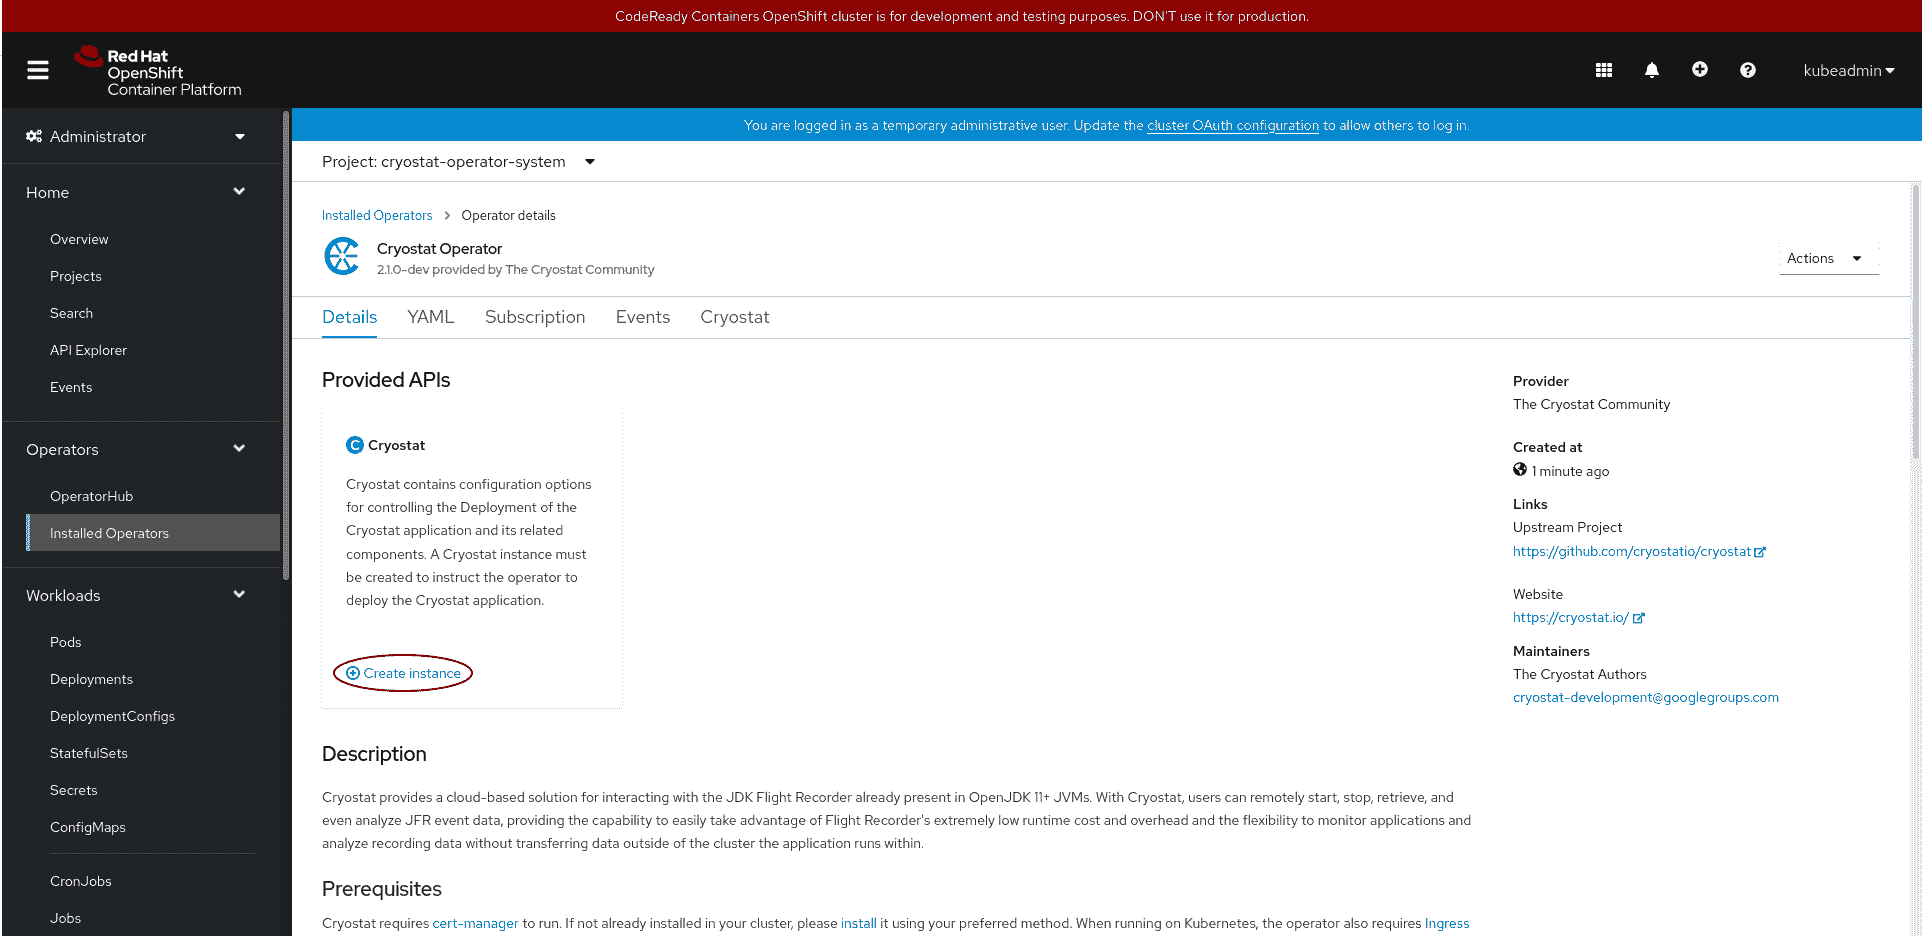 CodeReady Containers OpenShift cluster is for development and testing purposes. DON'T use it for production.
Red Hat
OpenShift
Container Platform
kubeadmin
Administrator
Home
Overview
Projects
Search
API Explorer
Events
Operators
OperatorHub
Installed Operators
Workloads
Pods
Deployments
DeploymentConfigs
StatefulSets
Secrets
ConfigMaps
CronJobs
Jobs
You are logged in as a temporary administrative user. Update the cluster OAuth configuration to allow others to log in.
Project: cryostat-operator-system
Installed Operators > Operator details
Cryostat Operator
2.1.0-dev provided by The Cryostat Community
Actions
Details YAML Subscription Events Cryostat
Provided APIs
C Cryostat
Cryostat contains configuration options
for controlling the Deployment of the
Cryostat application and its related
components. A Cryostat instance must
be created to instruct the operator to
deploy the Cryostat application.
Create instance
Description
Cryostat provides a cloud-based solution for interacting with the JDK Flight Recorder already present in OpenJDK 11+ JVMs. With Cryostat, users can remotely start, stop, retrieve, and
even analyze JFR event data, providing the capability to easily take advantage of Flight Recorder's extremely low runtime cost and overhead and the flexibility to monitor applications and
analyze recording data without transferring data outside of the cluster the application runs within.
Prerequisites
Cryostat requires cert-manager to run. If not already installed in your cluster, please install it using your preferred method. When running on Kubernetes, the operator also requires Ingress
Provider
The Cryostat Community
Created at
1 minute ago
Links
Upstream Project
https://github.com/cryostatio/cryostat
Website
https://cryostat.io/
Maintainers
The Cryostat Authors
cryostat-development@googlegroups.com